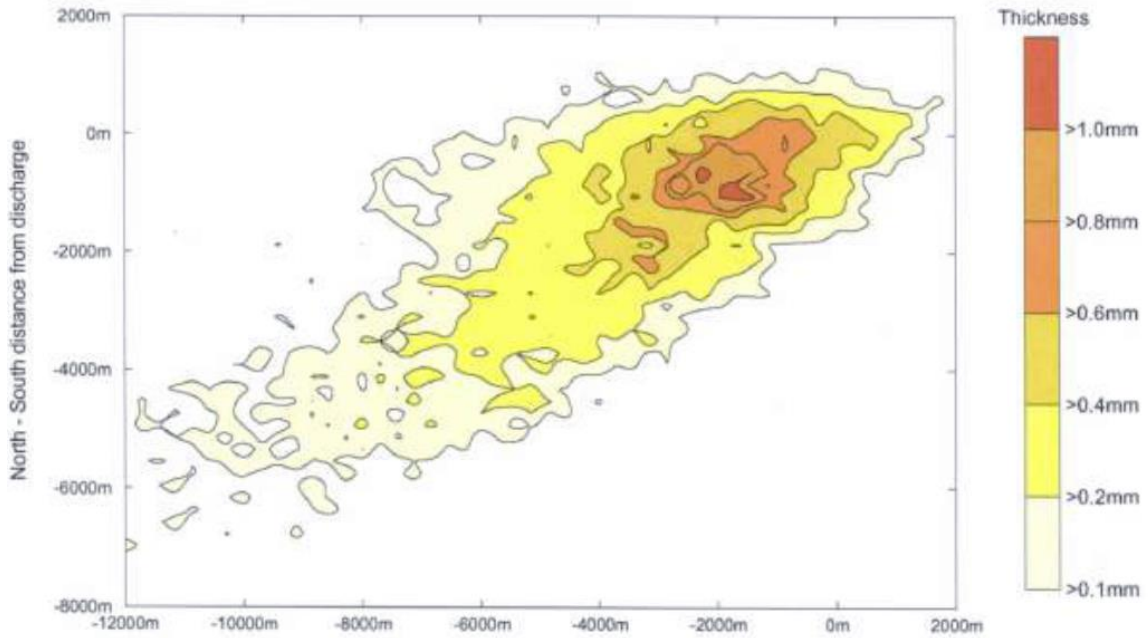 2000m
Thickness
0m
>1.0mm
North - South distance from discharge
>0.8mm
-2000m
>0.6mm
-4000m
>0.4mm
>0.2mm
-6000m
>0.1mm
-8000m
-12000m -10000m -8000m -6000m -4000m -2000m 0m 2000m